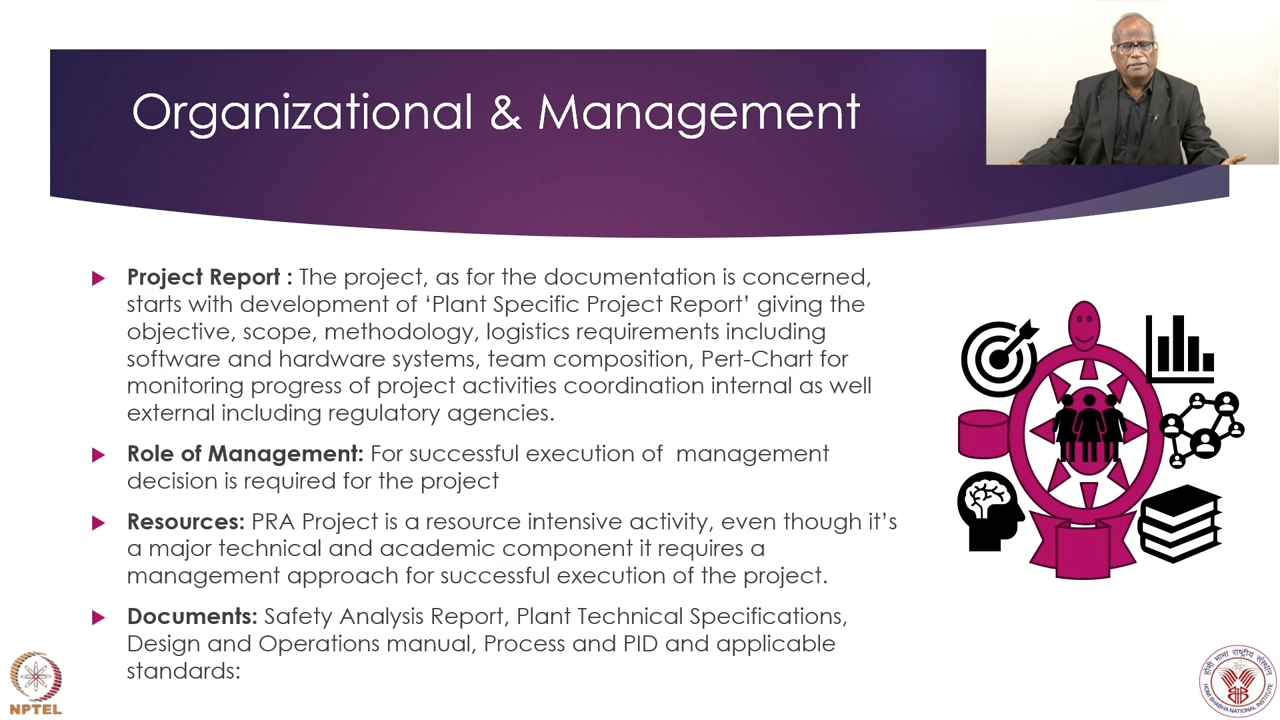 Organizational & Management
Project Report : The project, as for the documentation is concerned,
starts with development of ‘Plant Specific Project Report’ giving the
objective, scope, methodology, logistics requirements including
software and hardware systems, team composition, Pert-Chart for
monitoring progress of project activities coordination internal as well
external including regulatory agencies.
Role of Management: For successful execution of  management
decision is required for the project
Resources: PRA Project is a resource intensive activity, even though it’s
a major technical and academic component it requires a
management approach for successful execution of the project.
Documents: Safety Analysis Report, Plant Technical Specifications,
Design and Operations manual, Process and PID and applicable
standards:
NPTEL
होमी भाभा राष्ट्रीय संस्थान
HOMI BHABHA NATIONAL INSTITUTE